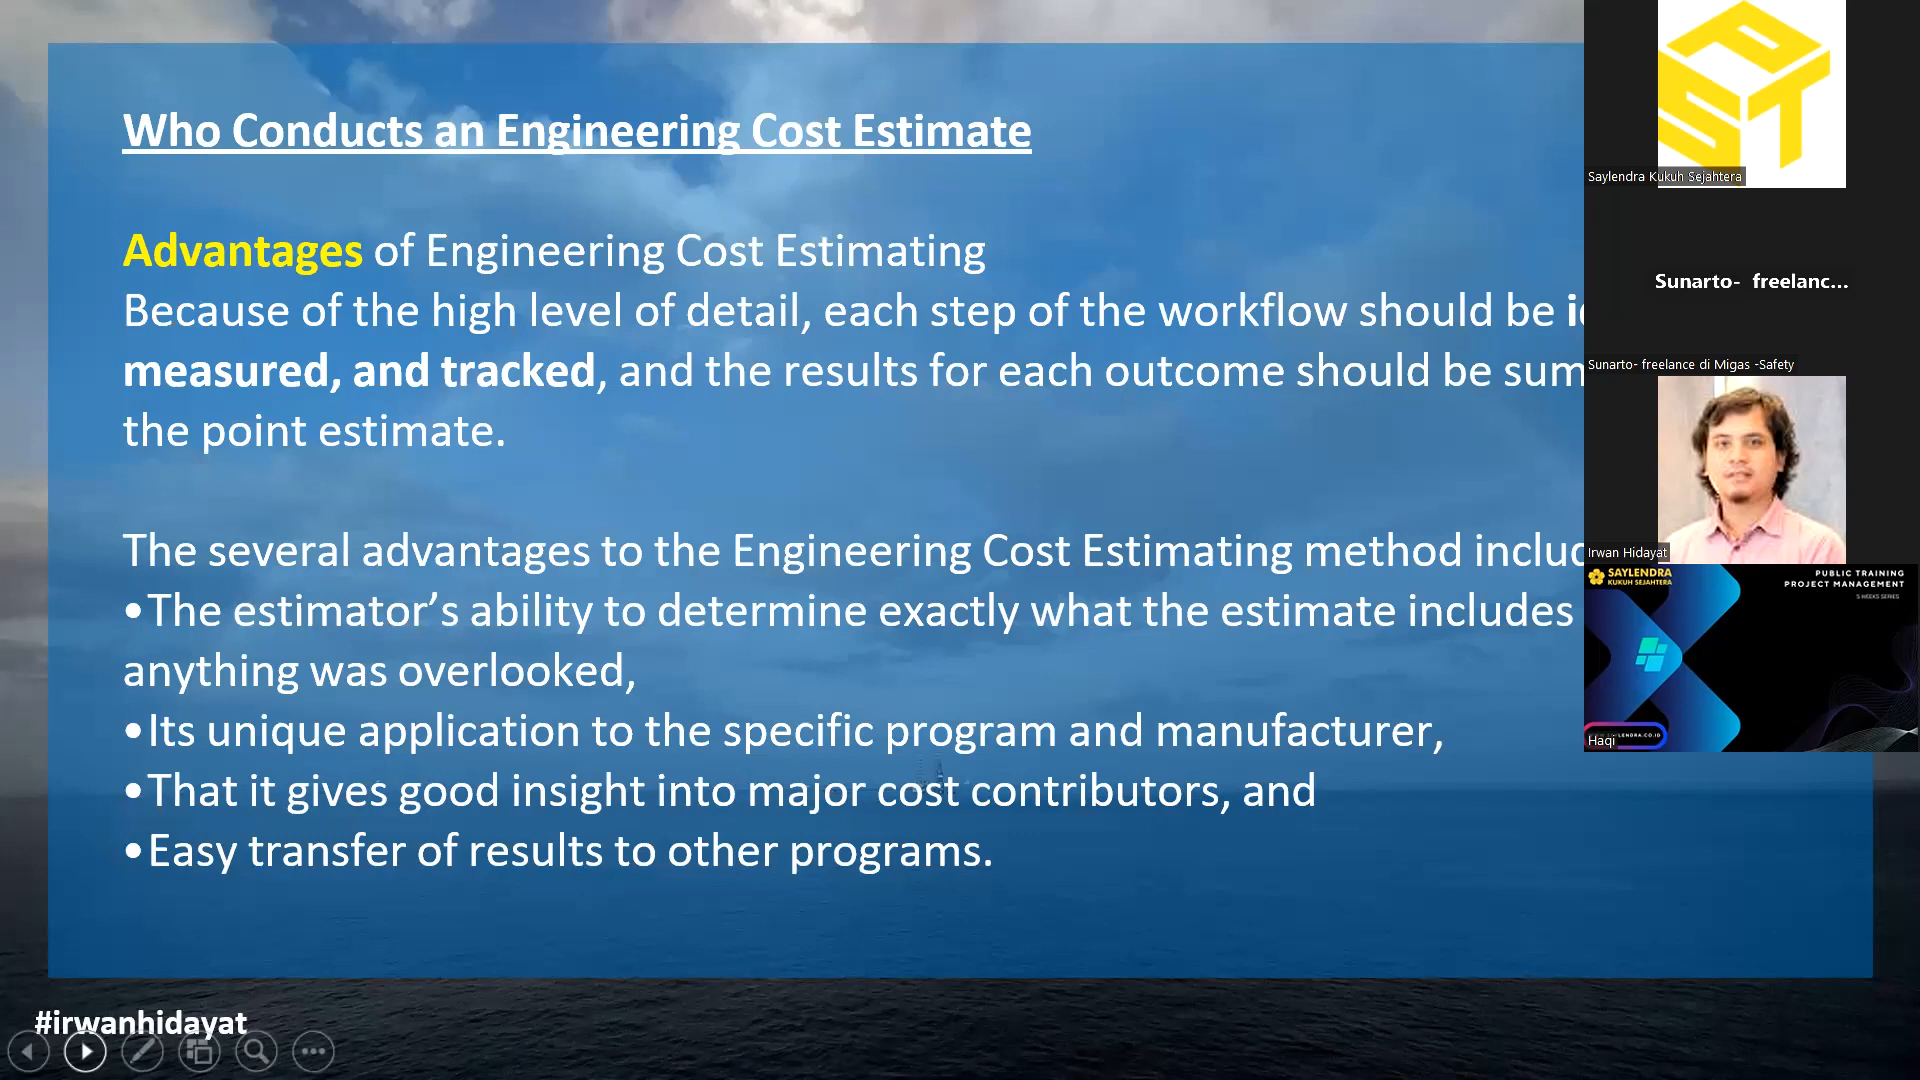 Who Conducts an Engineering Cost Estimate
Advantages of Engineering Cost Estimating
Because of the high level of detail, each step of the workflow should be
measured, and tracked, and the results for each outcome should be
the point estimate.
The several advantages to the Engineering Cost Estimating method
•The estimator’s ability to determine exactly what the estimate includes
anything was overlooked,
•Its unique application to the specific program and manufacturer,
•That it gives good insight into major cost contributors, and
•Easy transfer of results to other programs.
#irwanhidayat
PST
Saylendra Kukuh Sejahtera
Sunarto- freelanc...
Sunarto- freelance di Migas -Safety
Irwan Hidayat
SAYLENDRA
KUKUH SEJAHTERA
PUBLIC TRAINING
PROJECT MANAGEMENT
5 WEEKS SERIES
Haqi